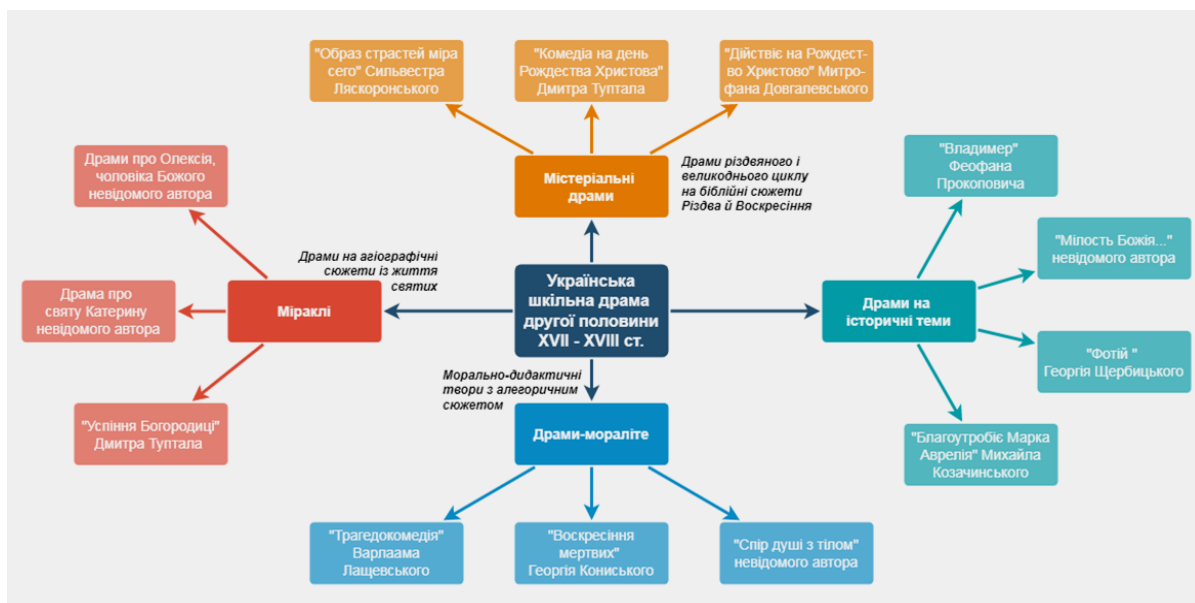 "Образ страстей міра
сего" Сильвестра
Ляскоронського
"Комедіа на день
Рождества Христова"
Дмитра Туптала
"Дійствіє на Рождест-
во Христово" Митро-
фана Довгалевського
Містеріальні
драми
Драми різдвяного і
великоднього циклу
на біблійні сюжети
Різдва й Воскресіння
Драми про Олексія,
чоловіка Божого
невідомого автора
Драма про
святу Катерину
невідомого автора
"Успіння Богородиці"
Дмитра Туптала
Драми на агіографічні
сюжети із життя
святих
Міраклі
Українська
шкільна драма
другої половини
XVII - XVIII ст.
Драми на
історичні теми
"Владимер"
Феофана
Прокоповича
"Мілость Божія..."
невідомого автора
"Фотій "
Георгія Щербицького
"Благоутробіє Марка
Аврелія" Михайла
Козачинського
Морально-дидактичні
твори з алегоричним
сюжетом
Драми-мораліте
"Трагедокомедія"
Варлаама
Лащевського
"Воскресіння
мертвих"
Георгія Кониського
"Спір душі з тілом"
невідомого автора